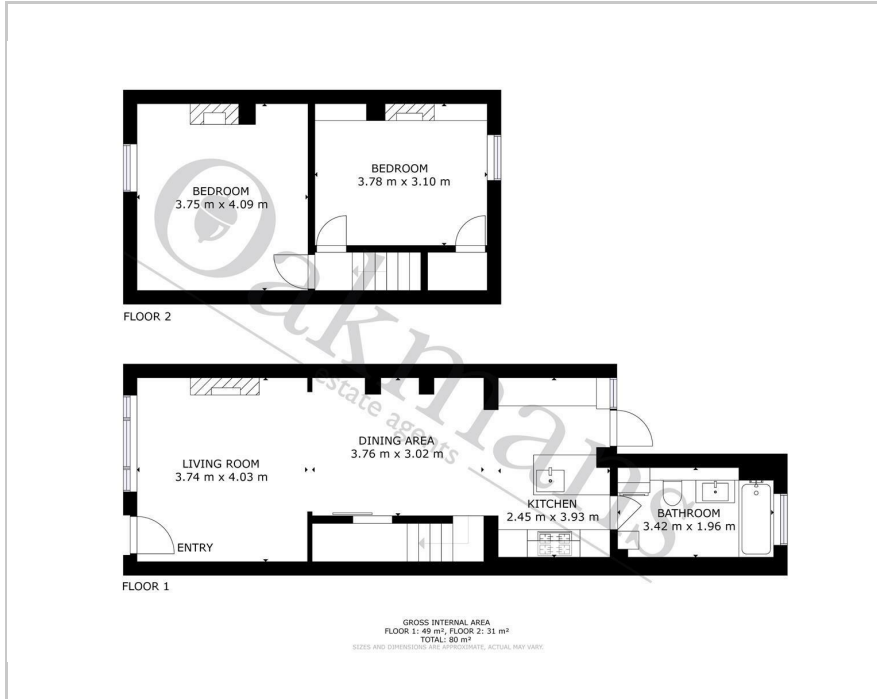 BEDROOM
3.75 m x 4.09 m
BEDROOM
3.78 m x 3.10 m
FLOOR 2
Oakmans
estate agents
LIVING ROOM
3.74 m x 4.03 m
DINING AREA
3.76 m x 3.02 m
KITCHEN
2.45 m x 3.93 m
BATHROOM
3.42 m x 1.96 m
ENTRY
FLOOR 1
GROSS INTERNAL AREA
FLOOR 1: 49 m², FLOOR 2: 31 m²
TOTAL: 80 m²
SIZES AND DIMENSIONS ARE APPROXIMATE, ACTUAL MAY VARY.